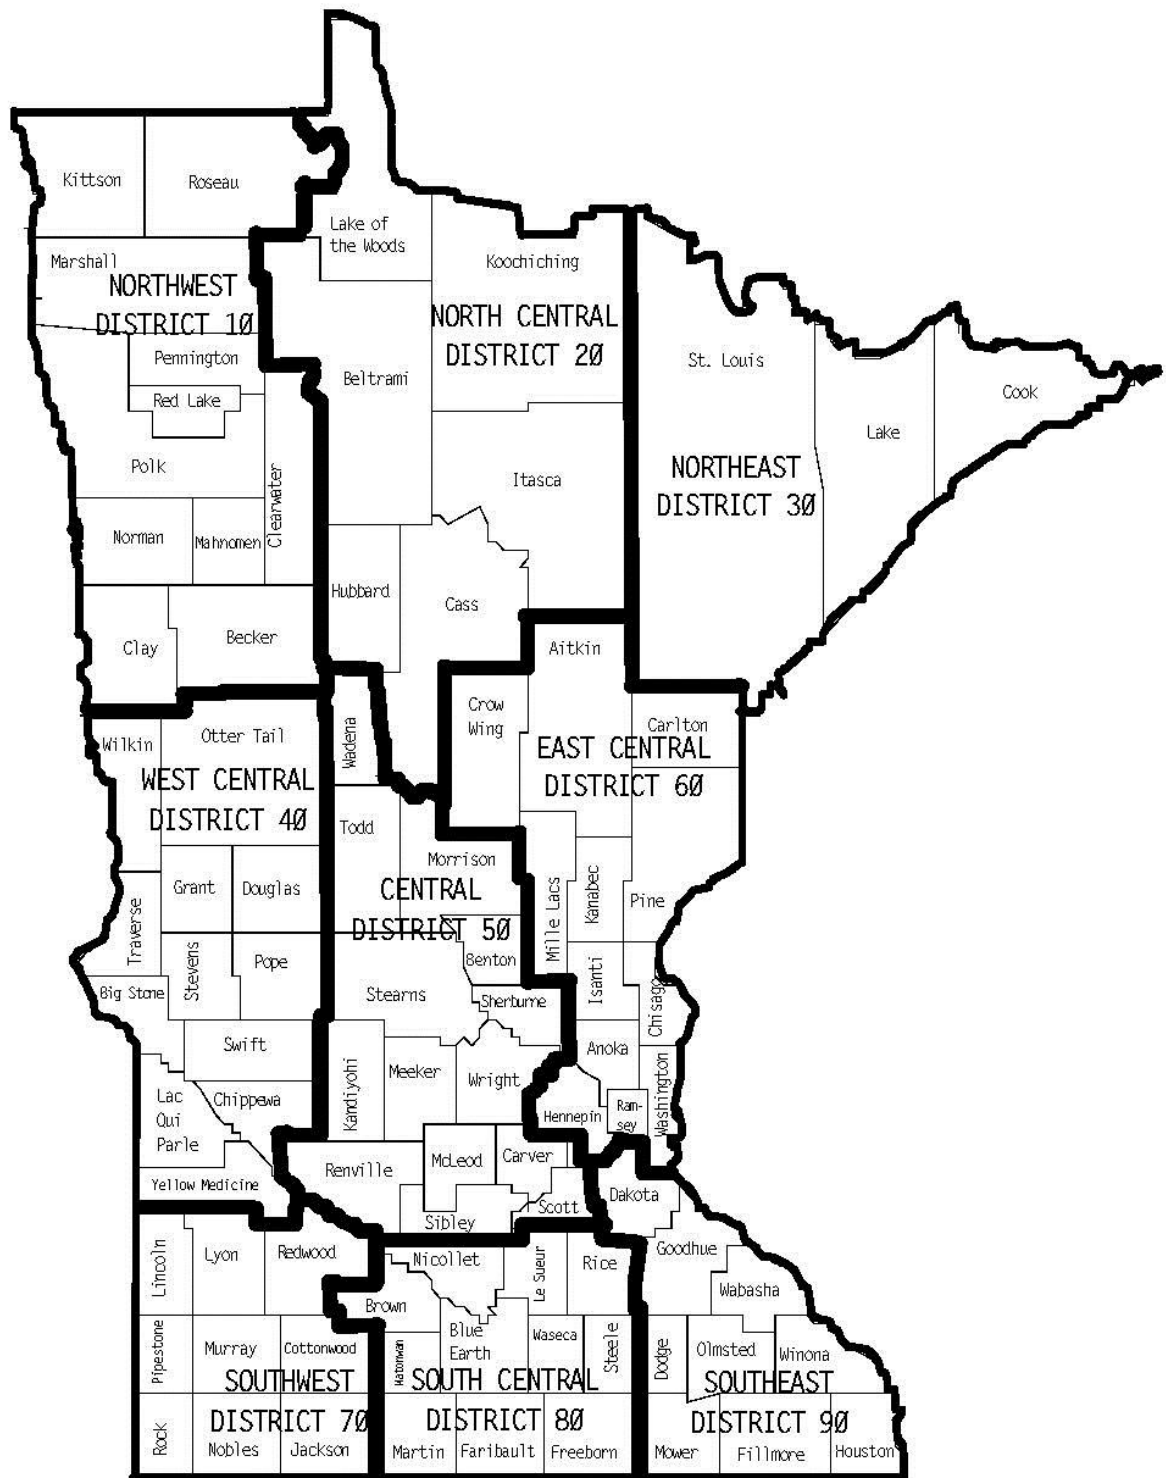 Kittson
Roseau
Lake of
the Woods
Marshall
Koochiching
NORTHWEST
DISTRICT 10
NORTH CENTRAL
DISTRICT 20
Pennington
Red Lake
Beltrami
St. Louis
Cook
Lake
Polk
Clearwater
Itasca
NORTHEAST
DISTRICT 30
Norman
Mahnomen
Hubbard
Cass
Clay
Becker
Aitkin
Crow
Wing
Wilkin
Otter Tail
Wadena
Carlton
WEST CENTRAL
DISTRICT 40
EAST CENTRAL
DISTRICT 60
Todd
Morrison
Grant
Douglas
CENTRAL
DISTRICT 50
Mille Lacs
Kanabec
Pine
Traverse
Stevens
Pope
Benton
Isanti
Big Stone
Stearns
Sherburne
Chisago
Swift
Anoka
Kandiyohi
Meeker
Wright
Washington
Lac
Qui
Parle
Chippewa
Hennepin
Ram-
sey
Yellow Medicine
Renville
McLeod
Carver
Scott
Dakota
Sibley
Lincoln
Lyon
Redwood
Nicollet
Le Sueur
Rice
Goodhue
Wabasha
Brown
Pipestone
Murray
Cottonwood
Watonwan
Blue
Earth
Waseca
Steele
Dodge
Olmsted
Winona
SOUTHWEST
DISTRICT 70
SOUTH CENTRAL
DISTRICT 80
SOUTHEAST
DISTRICT 90
Rock
Nobles
Jackson
Martin
Faribault
Freeborn
Mower
Fillmore
Houston